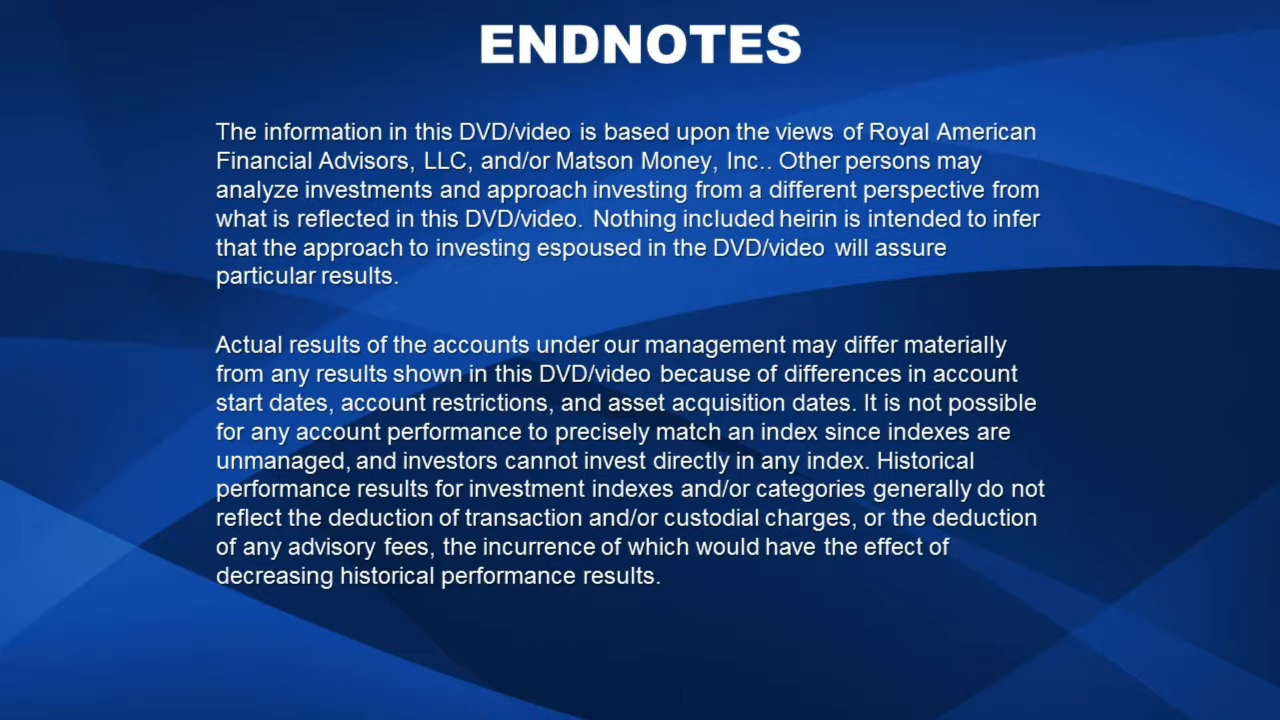 ENDNOTES
The information in this DVD/video is based upon the views of Royal American
Financial Advisors, LLC, and/or Matson Money, Inc.. Other persons may
analyze investments and approach investing from a different perspective from
what is reflected in this DVD/video. Nothing included heirin is intended to infer
that the approach to investing espoused in the DVD/video will assure
particular results.
Actual results of the accounts under our management may differ materially
from any results shown in this DVD/video because of differences in account
start dates, account restrictions, and asset acquisition dates. It is not possible
for any account performance to precisely match an index since indexes are
unmanaged, and investors cannot invest directly in any index. Historical
performance results for investment indexes and/or categories generally do not
reflect the deduction of transaction and/or custodial charges, or the deduction
of any advisory fees, the incurrence of which would have the effect of
decreasing historical performance results.